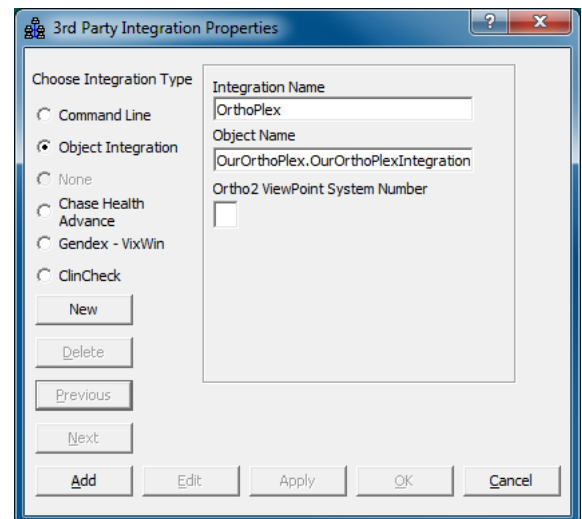 3rd Party Integration Properties
?
X
Choose Integration Type
Command Line
Object Integration
None
Chase Health
Advance
Gendex - VixWin
ClinCheck
New
Delete
Previous
Next
Integration Name
OrthoPlex
Object Name
OurOrthoPlex.OurOrthoPlexIntegration
Ortho2 ViewPoint System Number
Add
Edit
Apply
OK
Cancel